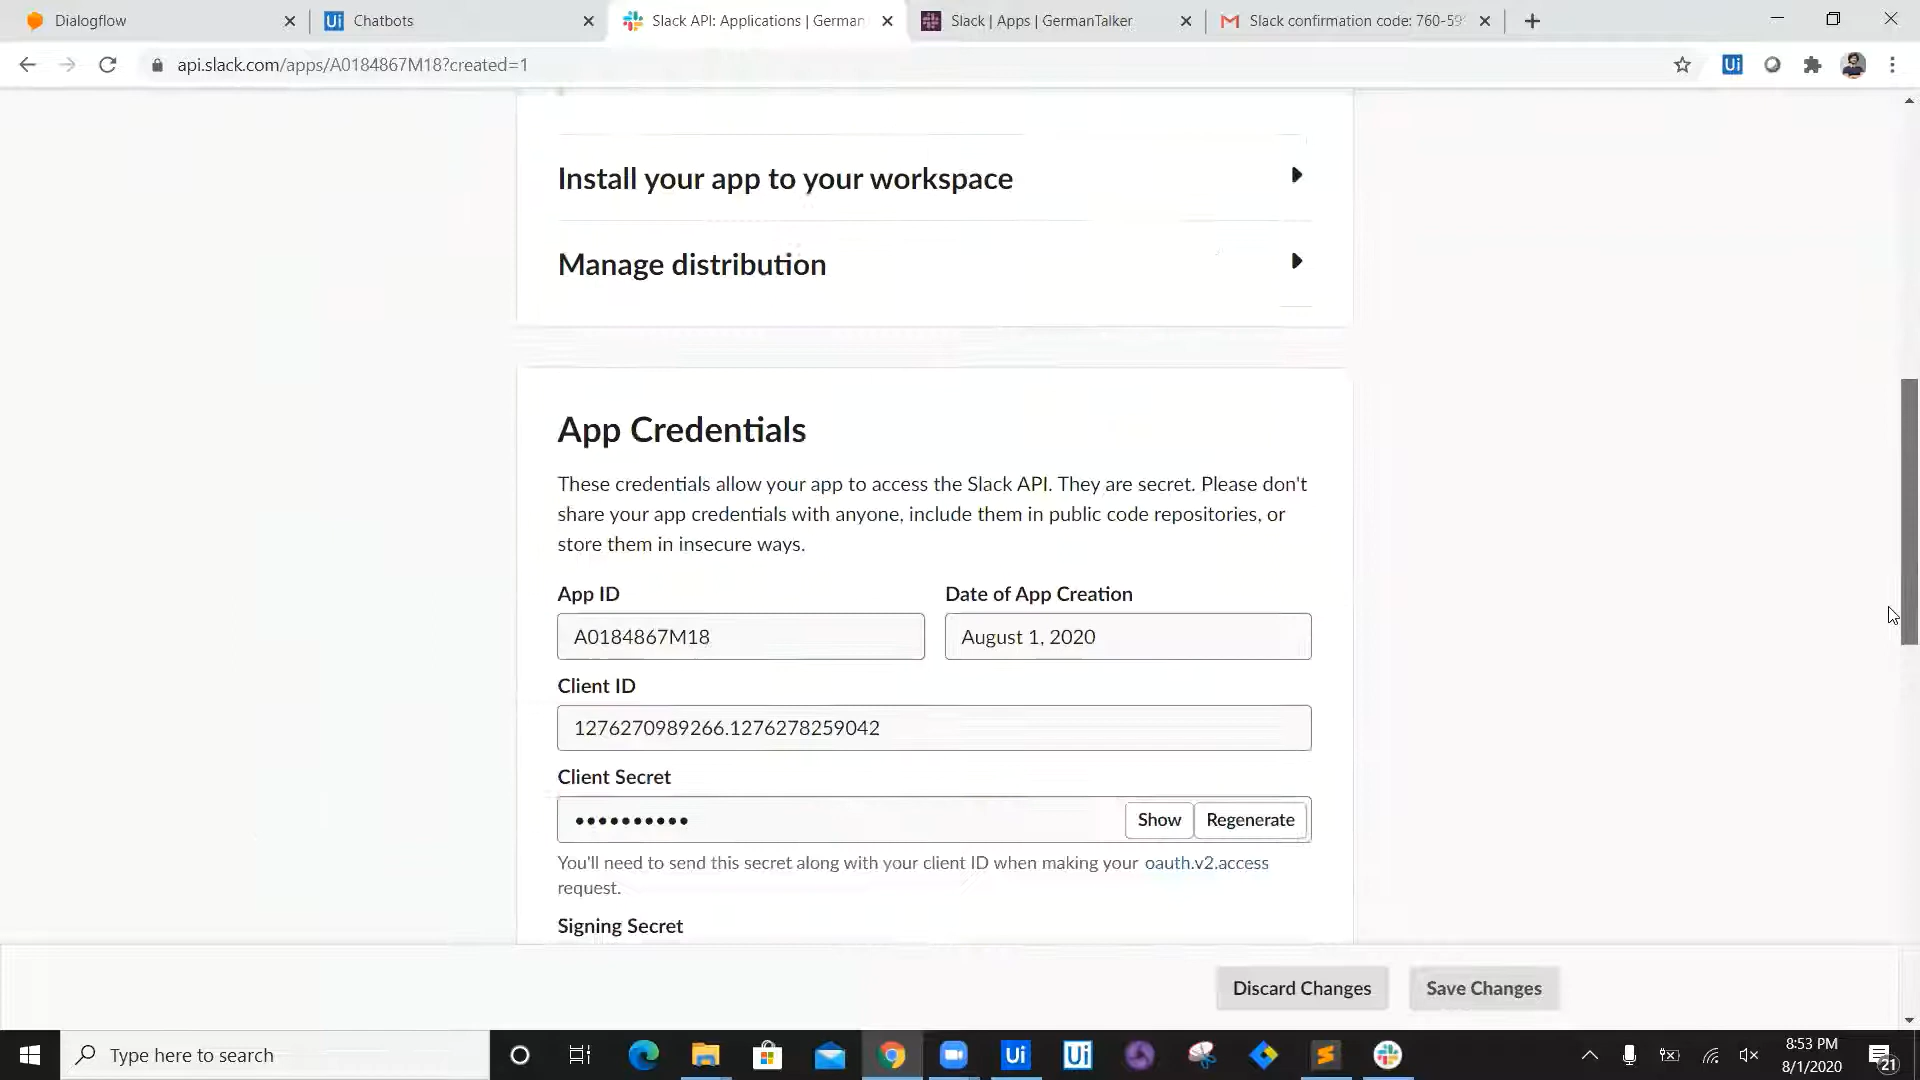 Dialogflow
Chatbots
Slack API: Applications | German
Slack | Apps | GermanTalker
Slack confirmation code: 760-59
api.slack.com/apps/A0184867M18?created=1
Install your app to your workspace
Manage distribution
App Credentials
These credentials allow your app to access the Slack API. They are secret. Please don't
share your app credentials with anyone, include them in public code repositories, or
store them in insecure ways.
App ID
Date of App Creation
A0184867M18
August 1, 2020
Client ID
1276270989266.1276278259042
Client Secret
••••••••••
Show
Regenerate
You'll need to send this secret along with your client ID when making your oauth.v2.access
request.
Signing Secret
Discard Changes
Save Changes
Type here to search
8:53 PM
8/1/2020
21